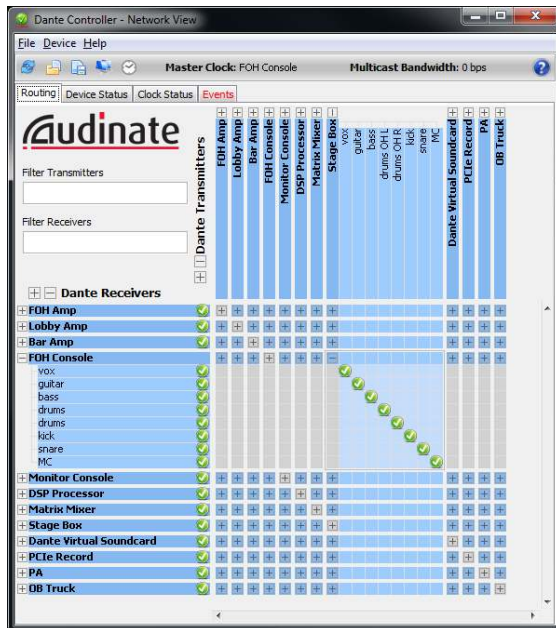 Dante Controller - Network View
File Device Help
Master Clock: FOH Console Multicast Bandwidth: 0 bps
Routing Device Status Clock Status Events
Audinate
Filter Transmitters
Filter Receivers
Dante Transmitters
FOH Amp
Lobby Amp
Bar Amp
FOH Console
Monitor Console
DSP Processor
Matrix Mixer
Stage Box
vox
guitar
bass
drums OH L
drums OH R
kick
snare
MC
Dante Virtual Soundcard
PCIe Record
PA
OB Truck
Dante Receivers
FOH Amp
Lobby Amp
Bar Amp
FOH Console
vox
guitar
bass
drums
drums
kick
snare
MC
Monitor Console
DSP Processor
Matrix Mixer
Stage Box
Dante Virtual Soundcard
PCIe Record
PA
OB Truck